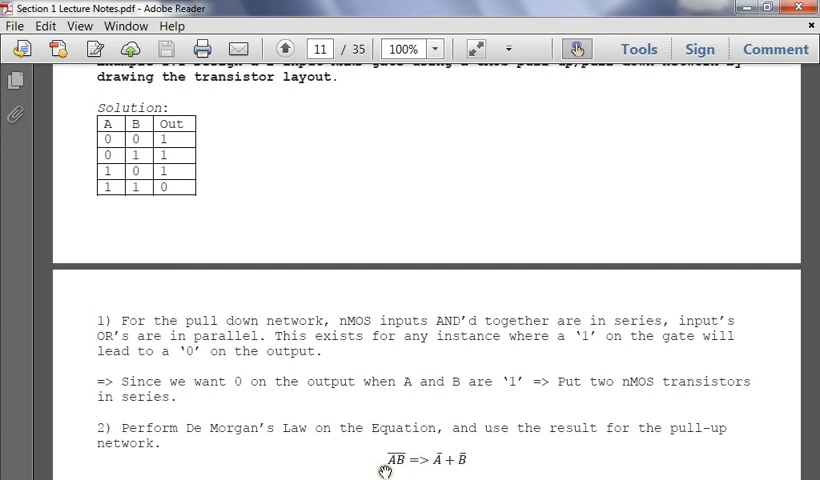 Section 1 Lecture Notes.pdf - Adobe Reader
File Edit View Window Help
11 / 35 100% Tools Sign Comment
drawing the transistor layout.
Solution:
A B Out
0 0 1
0 1 1
1 0 1
1 1 0
1) For the pull down network, nMOS inputs AND'd together are in series, input's
OR's are in parallel. This exists for any instance where a ‘1’ on the gate will
lead to a ‘0’ on the output.
=> Since we want 0 on the output when A and B are ‘1’ => Put two nMOS transistors
in series.
2) Perform De Morgan's Law on the Equation, and use the result for the pull-up
network.
A̅B̅ => A̅ + B̅